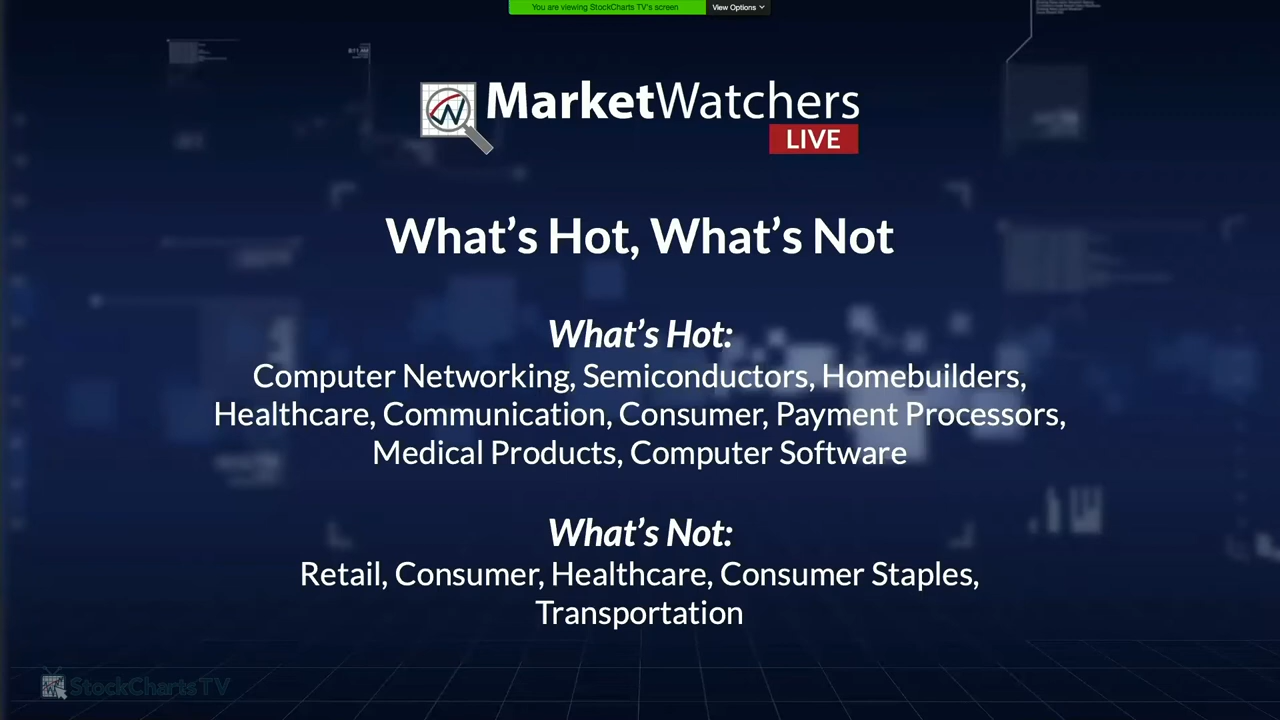 You are viewing StockCharts TV's screen
View Options
MarketWatchers
LIVE
What's Hot, What's Not
What's Hot:
Computer Networking, Semiconductors, Homebuilders,
Healthcare, Communication, Consumer, Payment Processors,
Medical Products, Computer Software
What's Not:
Retail, Consumer, Healthcare, Consumer Staples,
Transportation
StockChartsTV